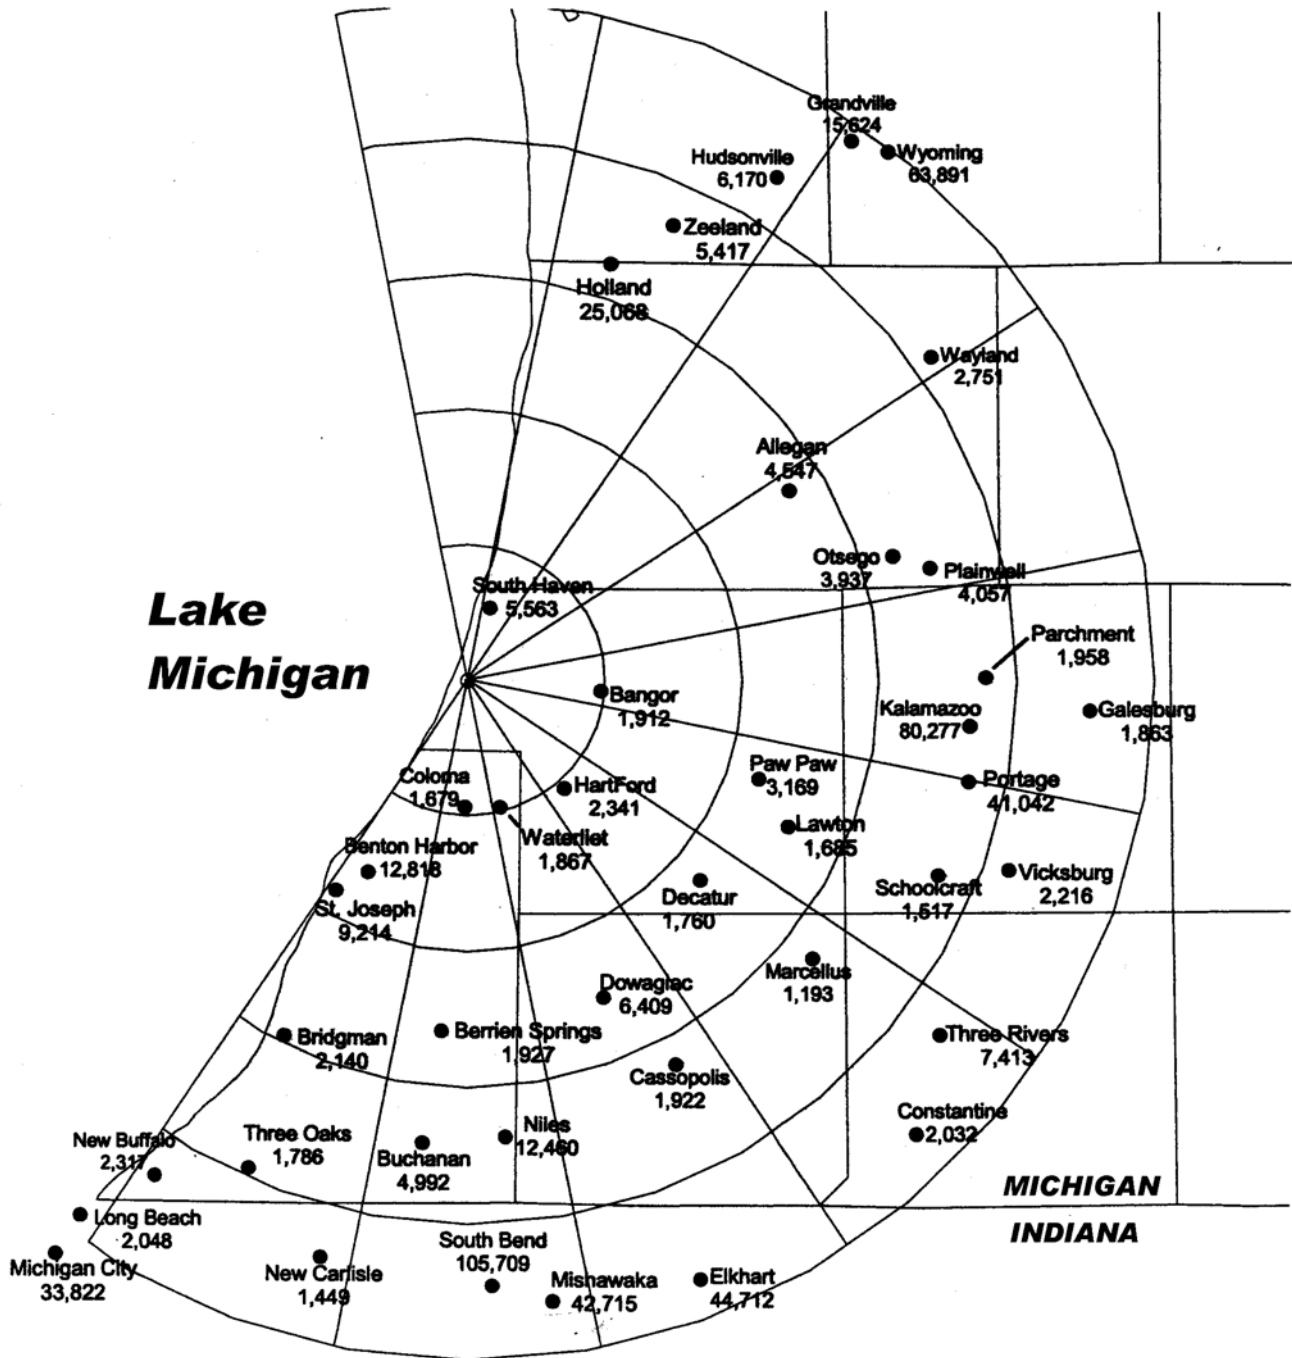 Grandville
15,624
Hudsonville
6,170
Wyoming
63,891
Zeeland
5,417
Holland
25,068
Wayland
2,751
Allegan
4,547
Otsego
3,937
Plainwell
4,057
South Haven
5,563
Lake
Michigan
Parchment
1,958
Bangor
1,912
Kalamazoo
80,277
Galesburg
1,863
Coloma
1,679
HartFord
2,341
Paw Paw
3,169
Portage
41,042
Waterliet
1,867
Lawton
1,685
Benton Harbor
12,818
St. Joseph
9,214
Decatur
1,760
Schoolcraft
1,517
Vicksburg
2,216
Marcellus
1,193
Dowagiac
6,409
Bridgman
2,140
Berrien Springs
1,927
Three Rivers
7,413
Cassopolis
1,922
Constantine
2,032
New Buffalo
2,317
Three Oaks
1,786
Buchanan
4,992
Niles
12,460
MICHIGAN
INDIANA
Long Beach
2,048
Michigan City
33,822
New Carlisle
1,449
South Bend
105,709
Mishawaka
42,715
Elkhart
44,712